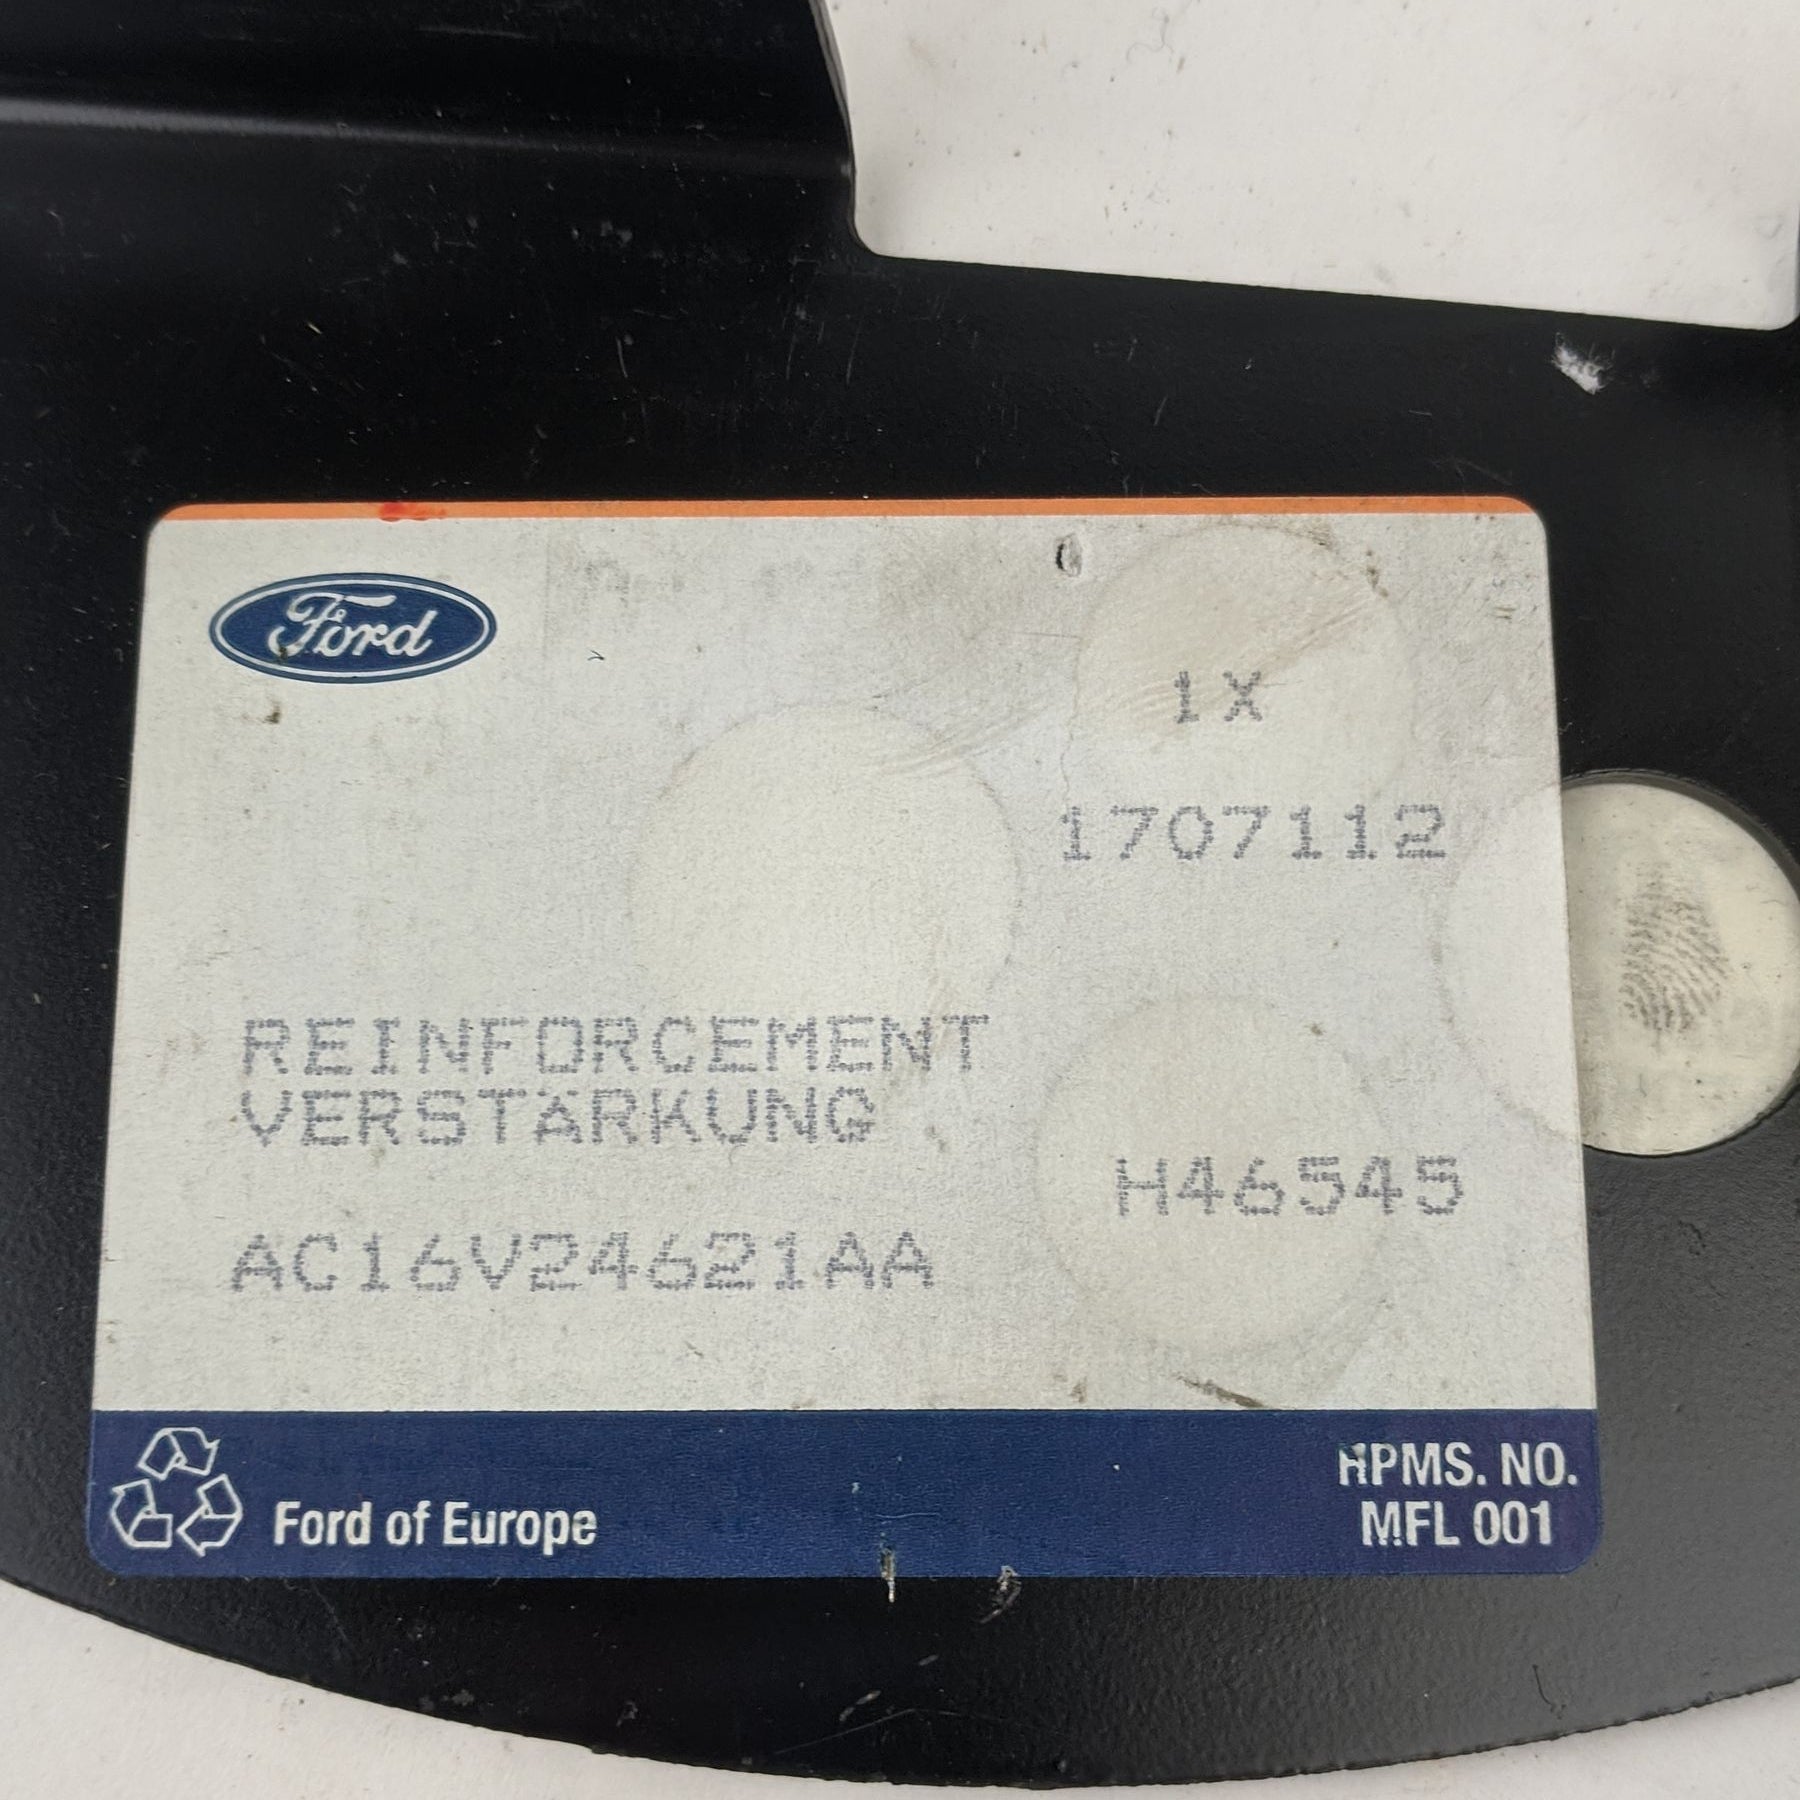 Ford
1X
1707112
REINFORCEMENT
VERSTÄRKUNG
H46545
AC16V24621AA
Ford of Europe
HPMS. NO.
MFL 001